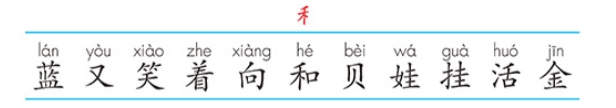 禾
lán yòu xiào zhe xiàng hé bèi wá guà huó jīn
蓝 又 笑 着 向 和 贝 娃 挂 活 金